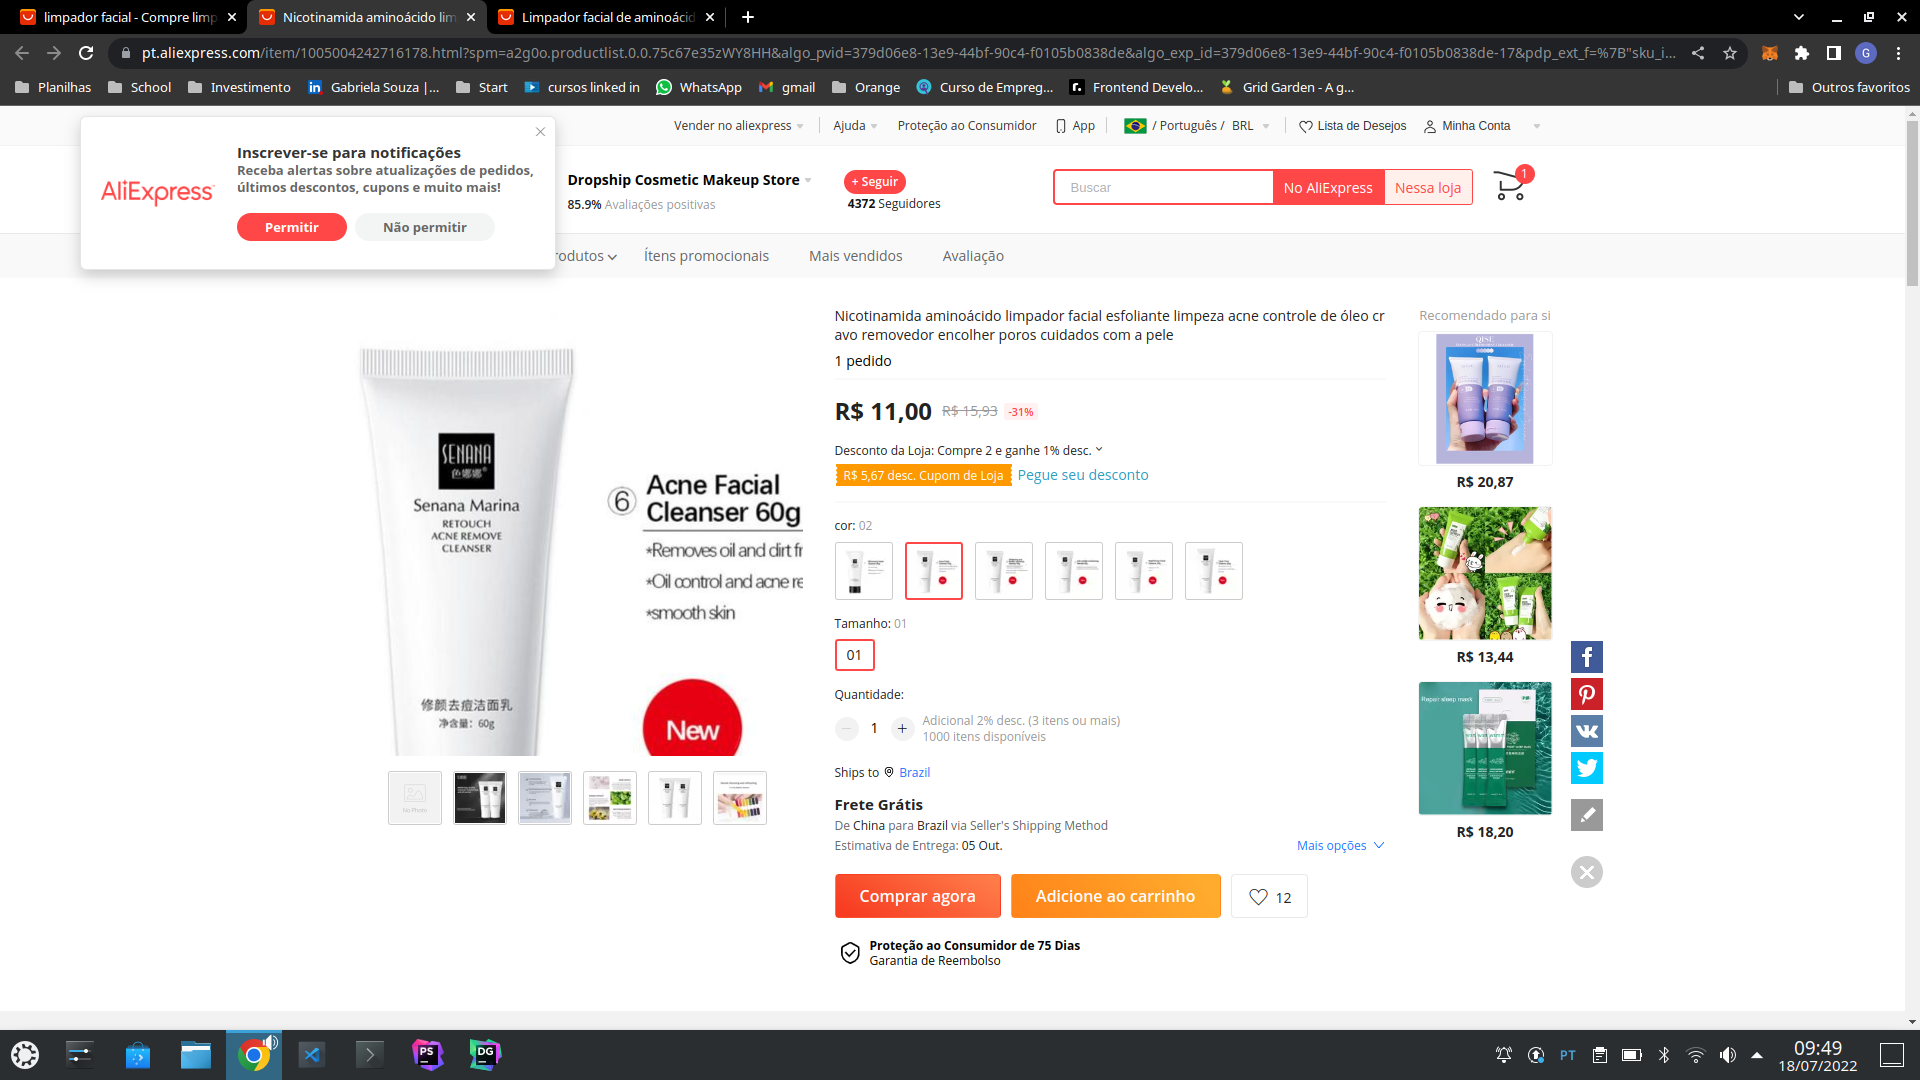 limpador facial - Compre limp
Nicotinamida aminoácido lim
Limpador facial de aminoácid
pt.aliexpress.com/item/1005004242716178.html?spm=a2g0o.productlist.0.0.75c67e35zWY8HH&algo_pvid=379d06e8-13e9-44bf-90c4-f0105b0838de&algo_exp_id=379d06e8-13e9-44bf-90c4-f0105b0838de-17&pdp_ext_f=%7B"sku_i...
G
Planilhas
School
Investimento
Gabriela Souza |...
Start
cursos linked in
WhatsApp
gmail
Orange
Curso de Empreg...
Frontend Develo...
Grid Garden - A g...
Outros favoritos
Vender no aliexpress
Ajuda
Proteção ao Consumidor
App
/ Português / BRL
Lista de Desejos
Minha Conta
AliExpress
Inscrever-se para notificações
Receba alertas sobre atualizações de pedidos,
últimos descontos, cupons e muito mais!
Permitir
Não permitir
Dropship Cosmetic Makeup Store
85.9% Avaliações positivas
+ Seguir
4372 Seguidores
Buscar
No AliExpress
Nessa loja
1
rodutos
Ítens promocionais
Mais vendidos
Avaliação
SENANA
色娜娜®
Senana Marina
RETOUCH
ACNE REMOVE
CLEANSER
修颜去痘洁面乳
净含量: 60g
6
Acne Facial
Cleanser 60g
*Removes oil and dirt fr
*Oil control and acne re
*smooth skin
New
No Photo
Nicotinamida aminoácido limpador facial esfoliante limpeza acne controle de óleo cr
avo removedor encolher poros cuidados com a pele
1 pedido
R$ 11,00
R$ 15,93
-31%
Desconto da Loja: Compre 2 e ganhe 1% desc.
R$ 5,67 desc. Cupom de Loja
Pegue seu desconto
cor: 02
Tamanho: 01
01
Quantidade:
1
Adicional 2% desc. (3 itens ou mais)
1000 itens disponíveis
Ships to
Brazil
Frete Grátis
De China para Brazil via Seller's Shipping Method
Estimativa de Entrega: 05 Out.
Mais opções
Comprar agora
Adicione ao carrinho
12
Proteção ao Consumidor de 75 Dias
Garantia de Reembolso
Recomendado para si
QISE
R$ 20,87
R$ 13,44
Repair sleep mask
R$ 18,20
PS
DG
PT
09:49
18/07/2022